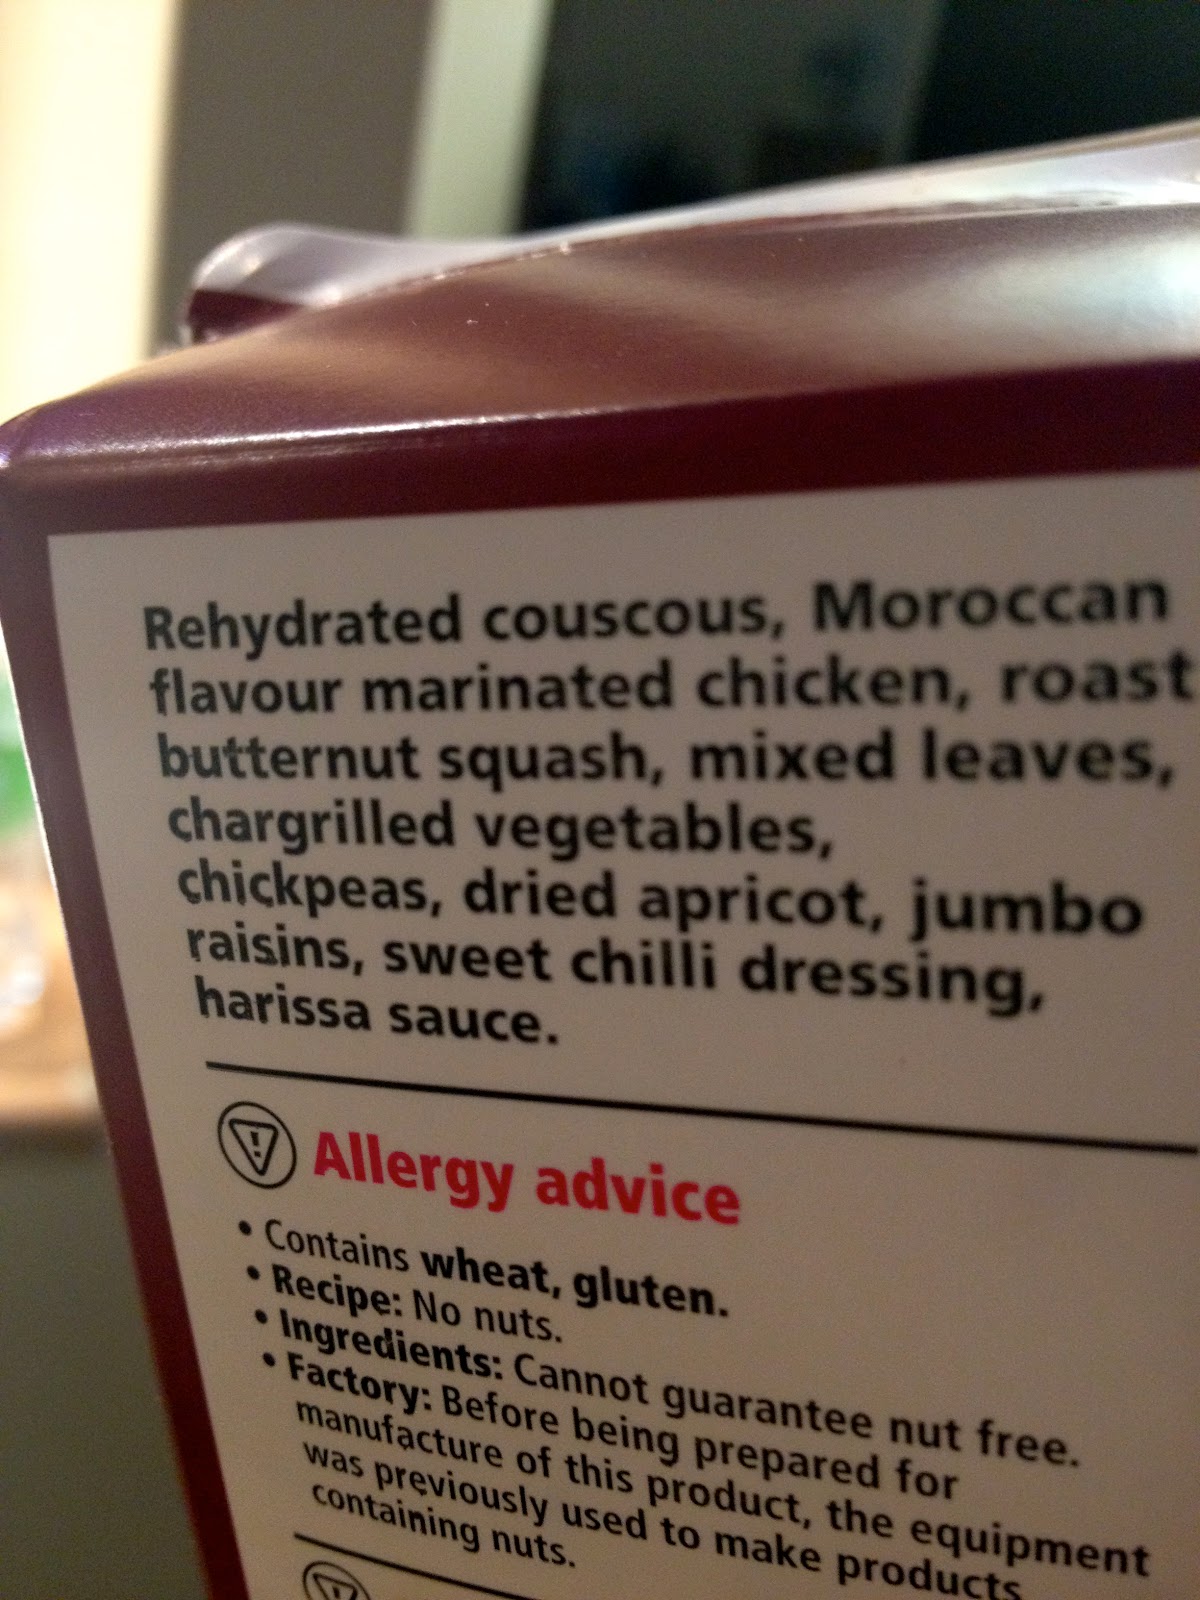 Rehydrated couscous, Moroccan
flavour marinated chicken, roast
butternut squash, mixed leaves,
chargrilled vegetables,
chickpeas, dried apricot, jumbo
raisins, sweet chilli dressing,
harissa sauce.
Allergy advice
• Contains wheat, gluten.
• Recipe: No nuts.
• Ingredients: Cannot guarantee nut free.
• Factory: Before being prepared for
manufacture of this product, the equipment
was previously used to make products
containing nuts.